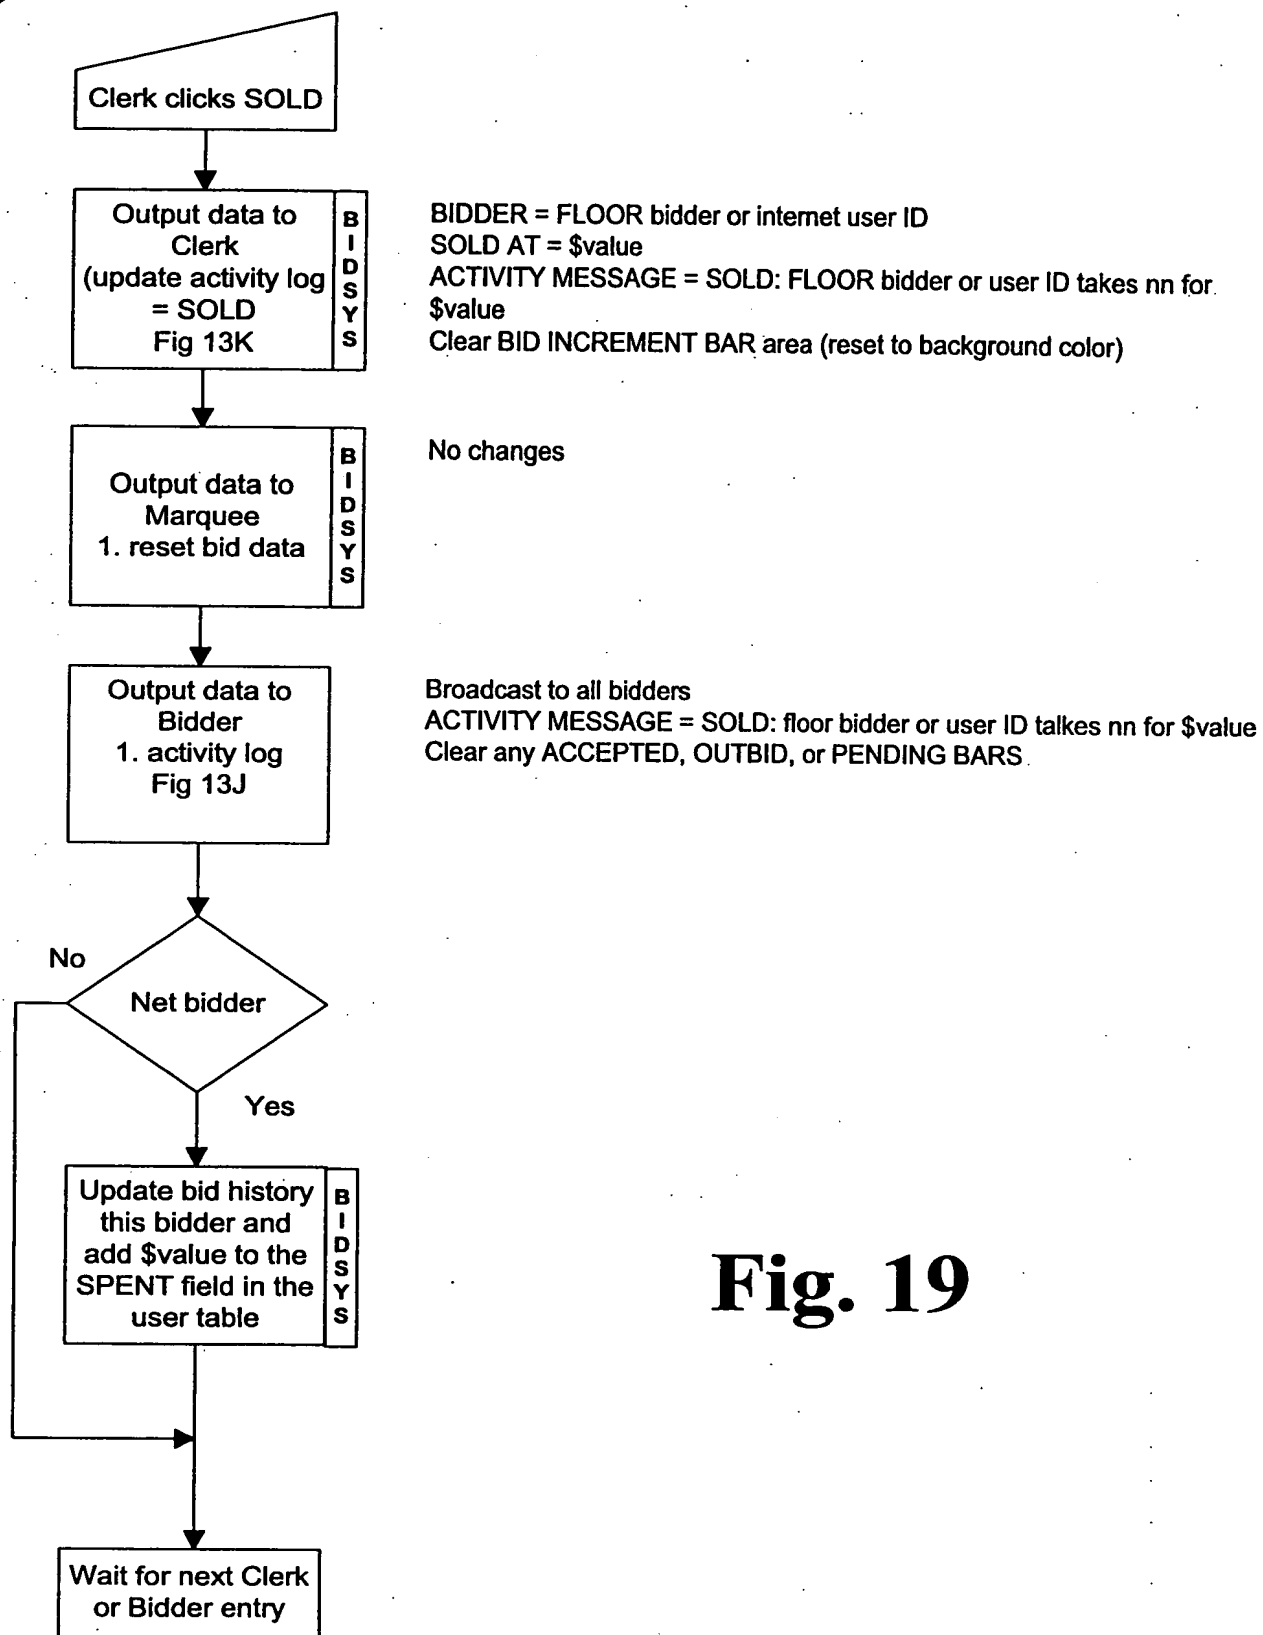 Clerk clicks SOLD
Output data to
Clerk
(update activity log
= SOLD
Fig 13K
BIDSYS
BIDDER = FLOOR bidder or internet user ID
SOLD AT = $value
ACTIVITY MESSAGE = SOLD: FLOOR bidder or user ID takes nn for
$value
Clear BID INCREMENT BAR area (reset to background color)
Output data to
Marquee
1. reset bid data
BIDSYS
No changes
Output data to
Bidder
1. activity log
Fig 13J
Broadcast to all bidders
ACTIVITY MESSAGE = SOLD: floor bidder or user ID talkes nn for $value
Clear any ACCEPTED, OUTBID, or PENDING BARS
No
Net bidder
Yes
Update bid history
this bidder and
add $value to the
SPENT field in the
user table
BIDSYS
Fig. 19
Wait for next Clerk
or Bidder entry